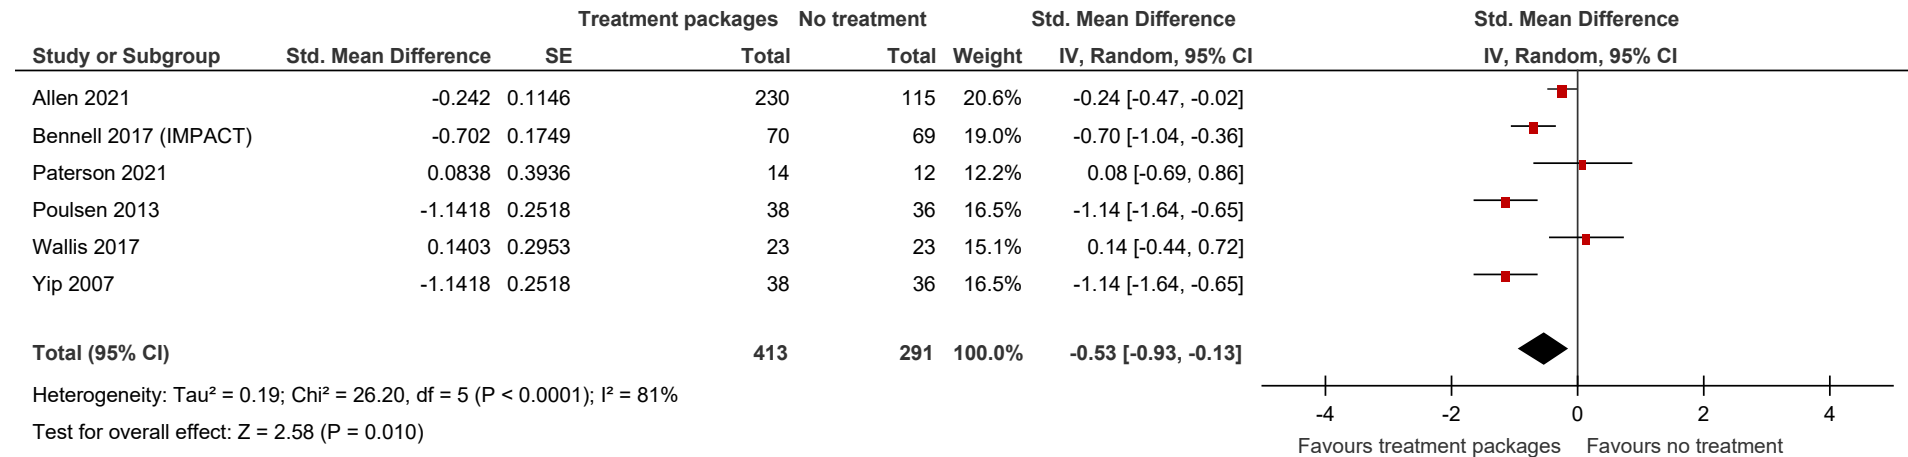 Treatment packages No treatment Std. Mean Difference Std. Mean Difference
Study or Subgroup Std. Mean Difference SE Total Total Weight IV, Random, 95% CI IV, Random, 95% CI
Allen 2021 -0.242 0.1146 230 115 20.6% -0.24 [-0.47, -0.02]
Bennell 2017 (IMPACT) -0.702 0.1749 70 69 19.0% -0.70 [-1.04, -0.36]
Paterson 2021 0.0838 0.3936 14 12 12.2% 0.08 [-0.69, 0.86]
Poulsen 2013 -1.1418 0.2518 38 36 16.5% -1.14 [-1.64, -0.65]
Wallis 2017 0.1403 0.2953 23 23 15.1% 0.14 [-0.44, 0.72]
Yip 2007 -1.1418 0.2518 38 36 16.5% -1.14 [-1.64, -0.65]
Total (95% CI) 413 291 100.0% -0.53 [-0.93, -0.13]
Heterogeneity: Tau² = 0.19; Chi² = 26.20, df = 5 (P < 0.0001); I² = 81%
Test for overall effect: Z = 2.58 (P = 0.010)
-4 -2 0 2 4
Favours treatment packages Favours no treatment